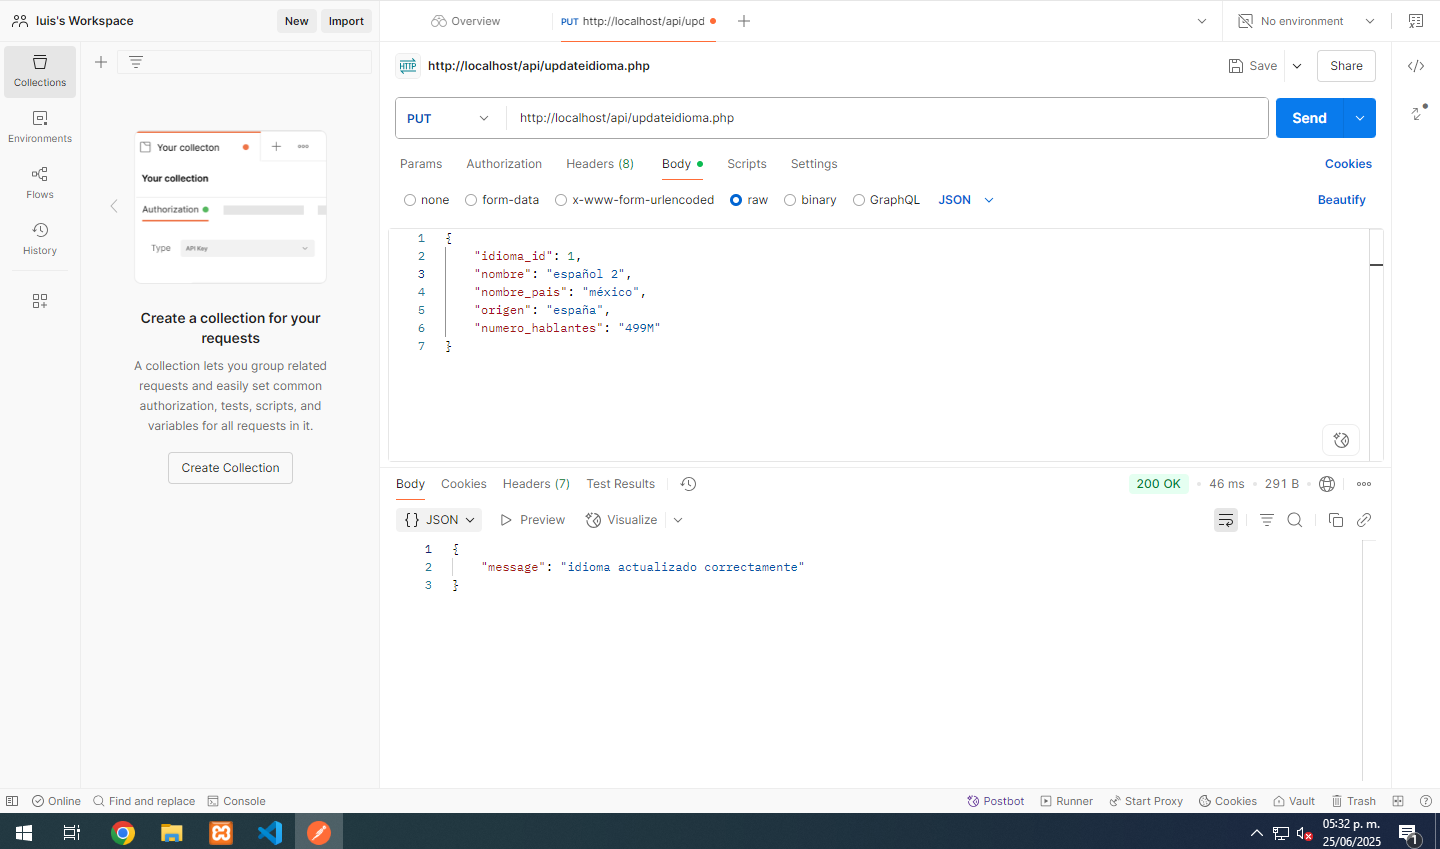 luis's Workspace
New
Import
Overview
PUT http://localhost/api/upd
No environment
Collections
Environments
Flows
History
Your collecton
Your collection
Authorization
Type
API Key
Create a collection for your
requests
A collection lets you group related
requests and easily set common
authorization, tests, scripts, and
variables for all requests in it.
Create Collection
HTTP
http://localhost/api/updateidioma.php
Save
Share
PUT
http://localhost/api/updateidioma.php
Send
Params
Authorization
Headers (8)
Body
Scripts
Settings
Cookies
none
form-data
x-www-form-urlencoded
raw
binary
GraphQL
JSON
Beautify
1 {
2 "idioma_id": 1,
3 "nombre": "español 2",
4 "nombre_pais": "méxico",
5 "origen": "españa",
6 "numero_hablantes": "499M"
7 }
Body
Cookies
Headers (7)
Test Results
200 OK
46 ms
291 B
{} JSON
Preview
Visualize
1 {
2 "message": "idioma actualizado correctamente"
3 }
Online
Find and replace
Console
Postbot
Runner
Start Proxy
Cookies
Vault
Trash
05:32 p. m.
25/06/2025
1